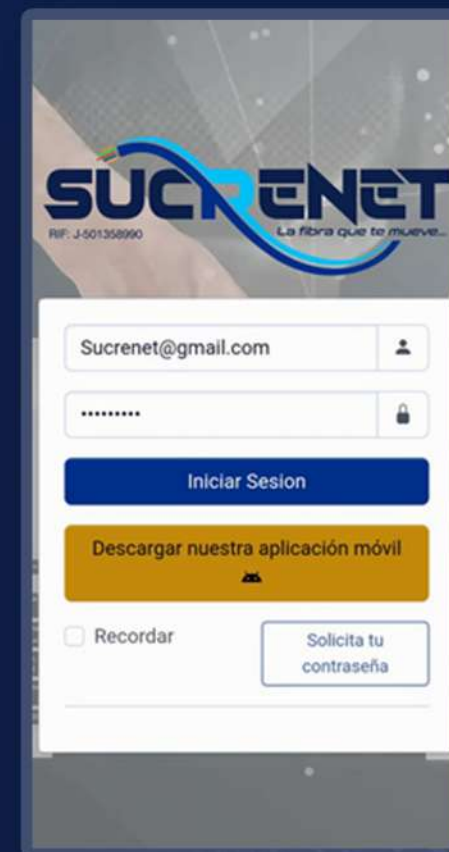 SUCRENET
RIF: J-501358990
La fibra que te mueve...
Sucrenet@gmail.com
•••••••••
Iniciar Sesion
Descargar nuestra aplicación móvil
Recordar
Solicita tu
contraseña